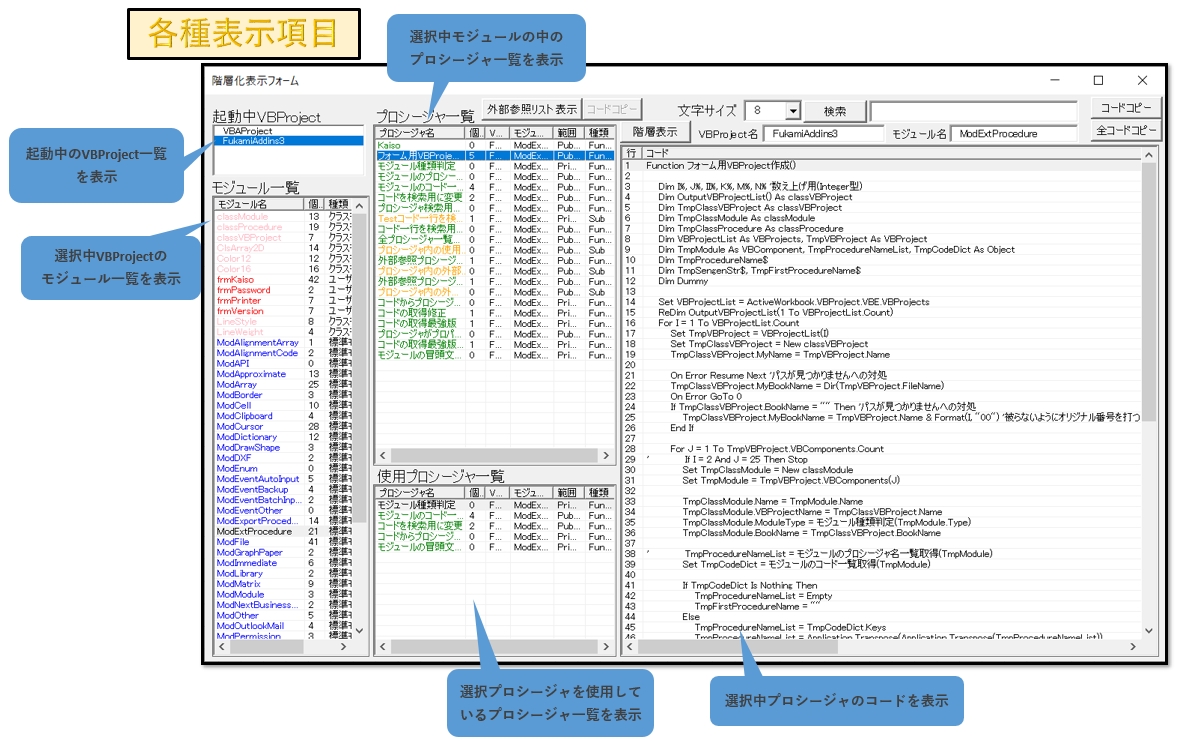 各種表示項目
選択中モジュールの中の
プロシージャ一覧を表示
起動中のVBProject一覧
を表示
選択中VBProjectの
モジュール一覧を表示
階層化表示フォーム
起動中VBProject
VBAProject
FukamiAddins3
モジュール一覧
モジュール名 個. 種類
classModule 13 クラス
classProcedure 19 クラス
classVBProject 7 クラス
ClsArray2D 14 クラス
Color12 12 クラス
Color16 16 クラス
frmKaiso 42 ユーザ
frmPassword 2 ユーザ
frmPrinter 7 ユーザ
frmVersion 7 ユーザ
LineStyle 8 クラス
LineWeight 4 クラス
ModAlignmentArray 1 標準モ
ModAlignmentCode 2 標準モ
ModAPI 0 標準モ
ModApproximate 13 標準モ
ModArray 25 標準モ
ModBorder 3 標準モ
ModCell 10 標準モ
ModClipboard 4 標準モ
ModCursor 28 標準モ
ModDictionary 12 標準モ
ModDrawShape 3 標準モ
ModDXF 2 標準モ
ModEnum 0 標準モ
ModEventAutoInput 5 標準モ
ModEventBackup 4 標準モ
ModEventBatchInp... 2 標準モ
ModEventOther 0 標準モ
ModExportProced... 14 標準モ
ModExtProcedure 21 標準モ
ModFile 41 標準モ
ModGraphPaper 2 標準モ
ModImmediate 6 標準モ
ModLibrary 2 標準モ
ModMatrix 9 標準モ
ModModule 3 標準モ
ModNextBusiness... 2 標準モ
ModOther 5 標準モ
ModOutlookMail 4 標準モ
ModPermission 3 標準モ
プロシージャ一覧 外部参照リスト表示 コードコピー
プロシージャ名 個. V... モジュ... 範囲 種類
Kaiso 0 F... ModEx... Pub... Fun...
フォーム用VBProje... 5 F... ModEx... Pub... Fun...
モジュール種類判定 0 F... ModEx... Pri... Fun...
モジュールのプロシー... 0 F... ModEx... Pub... Fun...
モジュールのコード一... 4 F... ModEx... Pub... Fun...
コードを検索用に変更 2 F... ModEx... Pub... Fun...
プロシージャ検索用... 0 F... ModEx... Pub... Fun...
Testコード一行を検... 1 F... ModEx... Pri... Sub
コード一行を検索用... 0 F... ModEx... Pri... Fun...
全プロシージャ一覧... 0 F... ModEx... Pub... Fun...
プロシージャ内の使用 0 F... ModEx... Pub... Sub
外部参照プロシージ... 1 F... ModEx... Pub... Fun...
プロシージャ内の外部 0 F... ModEx... Pri... Sub
外部参照プロシージ... 1 F... ModEx... Pub... Fun...
プロシージャ内の外... 0 F... ModEx... Pub... Sub
コードからプロシージ... 0 F... ModEx... Pri... Fun...
コードの取得修正 1 F... ModEx... Pri... Fun...
コードの取得最強版 1 F... ModEx... Pri... Fun...
プロシージャがプロパ... 0 F... ModEx... Pri... Fun...
コードの取得最強版... 1 F... ModEx... Pri... Fun...
モジュールの冒頭文... 0 F... ModEx... Pri... Fun...
使用プロシージャ一覧
プロシージャ名 個. V... モジュ... 範囲 種類
モジュール種類判定 0 F... ModEx... Pri... Fun...
モジュールのコード一... 4 F... ModEx... Pub... Fun...
コードを検索用に変更 2 F... ModEx... Pub... Fun...
コードからプロシージ... 0 F... ModEx... Pri... Fun...
モジュールの冒頭文... 0 F... ModEx... Pri... Fun...
文字サイズ 8 検索 コードコピー
階層表示 VBProject名 FukamiAddins3 モジュール名 ModExtProcedure 全コードコピー
行 コード
1 Function フォーム用VBProject作成()
2
3 Dim I%, J%, II%, K%, M%, N% '数え上げ用(Integer型)
4 Dim OutputVBProjectList() As classVBProject
5 Dim TmpClassVBProject As classVBProject
6 Dim TmpClassModule As classModule
7 Dim TmpClassProcedure As classProcedure
8 Dim VBProjectList As VBProjects, TmpVBProject As VBProject
9 Dim TmpModule As VBComponent, TmpProcedureNameList, TmpCodeDict As Object
10 Dim TmpProcedureName$
11 Dim TmpSengenStr$, TmpFirstProcedureName$
12 Dim Dummy
13
14 Set VBProjectList = ActiveWorkbook.VBProject.VBE.VBProjects
15 ReDim OutputVBProjectList(1 To VBProjectList.Count)
16 For I = 1 To VBProjectList.Count
17 Set TmpVBProject = VBProjectList(I)
18 Set TmpClassVBProject = New classVBProject
19 TmpClassVBProject.MyName = TmpVBProject.Name
20
21 On Error Resume Next 'パスが見つかりませんへの対処
22 TmpClassVBProject.MyBookName = Dir(TmpVBProject.FileName)
23 On Error GoTo 0
24 If TmpClassVBProject.BookName = "" Then 'パスが見つかりませんへの対処
25 TmpClassVBProject.MyBookName = TmpVBProject.Name & Format(I, "00") '被らないようにオリジナル番号を打つ
26 End If
27
28 For J = 1 To TmpVBProject.VBComponents.Count
29 ' If I = 2 And J = 25 Then Stop
30 Set TmpClassModule = New classModule
31 Set TmpModule = TmpVBProject.VBComponents(J)
32
33 TmpClassModule.Name = TmpModule.Name
34 TmpClassModule.VBProjectName = TmpClassVBProject.Name
35 TmpClassModule.ModuleType = モジュール種類判定(TmpModule.Type)
36 TmpClassModule.BookName = TmpClassVBProject.BookName
37
38 ' TmpProcedureNameList = モジュールのプロシージャ名一覧取得(TmpModule)
39 Set TmpCodeDict = モジュールのコード一覧取得(TmpModule)
40
41 If TmpCodeDict Is Nothing Then
42 TmpProcedureNameList = Empty
43 TmpFirstProcedureName = ""
44 Else
45 TmpProcedureNameList = TmpCodeDict.Keys
46 TmpProcedureNameList = Application.Transpose(Application.Transpose(TmpProcedureNameList))
選択プロシージャを使用して
いるプロシージャ一覧を表示
選択中プロシージャのコードを表示